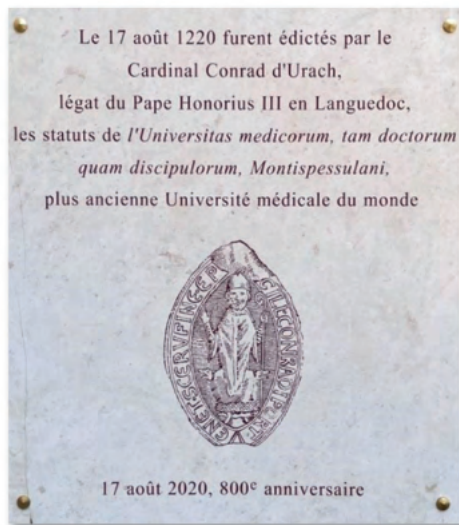 Le 17 août 1220 furent édictés par le
Cardinal Conrad d'Urach,
légat du Pape Honorius III en Languedoc,
les statuts de l'Universitas medicorum, tam doctorum
quam discipulorum, Montispessulani,
plus ancienne Université médicale du monde
17 août 2020, 800e anniversaire